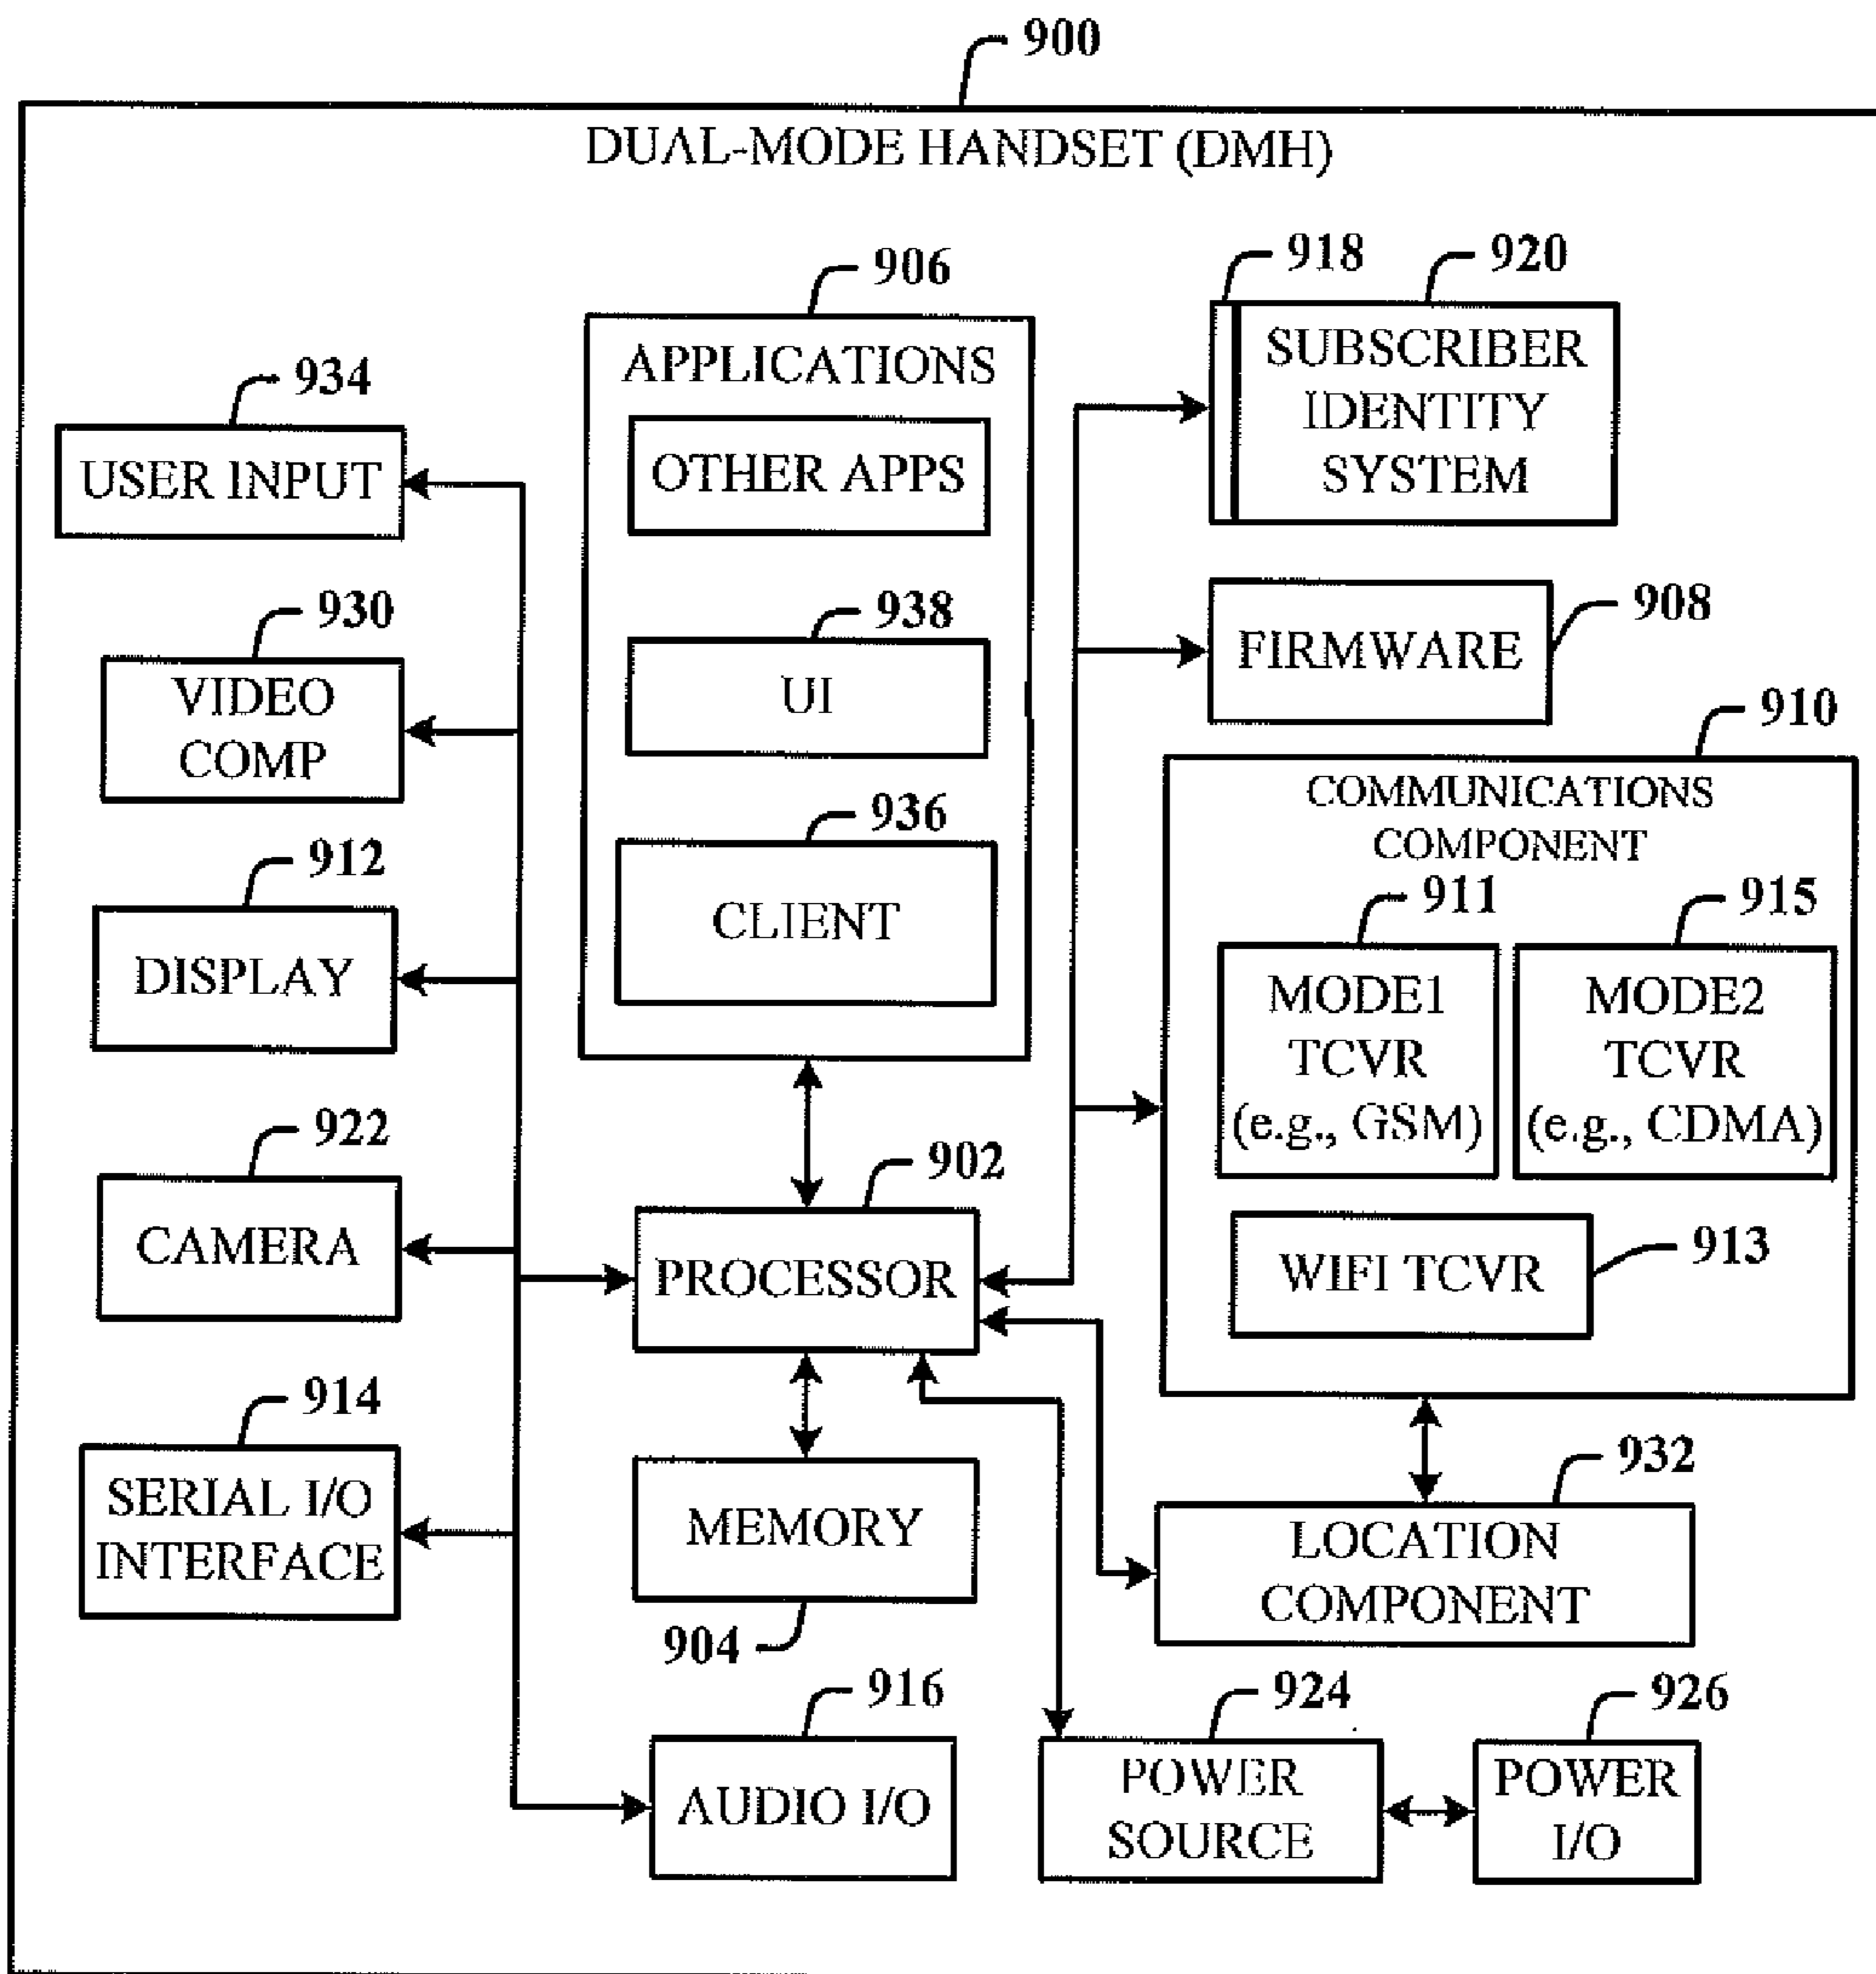 900
DUAL-MODE HANDSET (DMH)
906
APPLICATIONS
OTHER APPS
938
UI
936
CLIENT
918
920
SUBSCRIBER
IDENTITY
SYSTEM
934
USER INPUT
930
VIDEO
COMP
912
DISPLAY
922
CAMERA
914
SERIAL I/O
INTERFACE
908
FIRMWARE
910
COMMUNICATIONS
COMPONENT
911
MODE1
TCVR
(e.g., GSM)
915
MODE2
TCVR
(e.g., CDMA)
WIFI TCVR
913
902
PROCESSOR
MEMORY
904
932
LOCATION
COMPONENT
916
AUDIO I/O
924
POWER
SOURCE
926
POWER
I/O